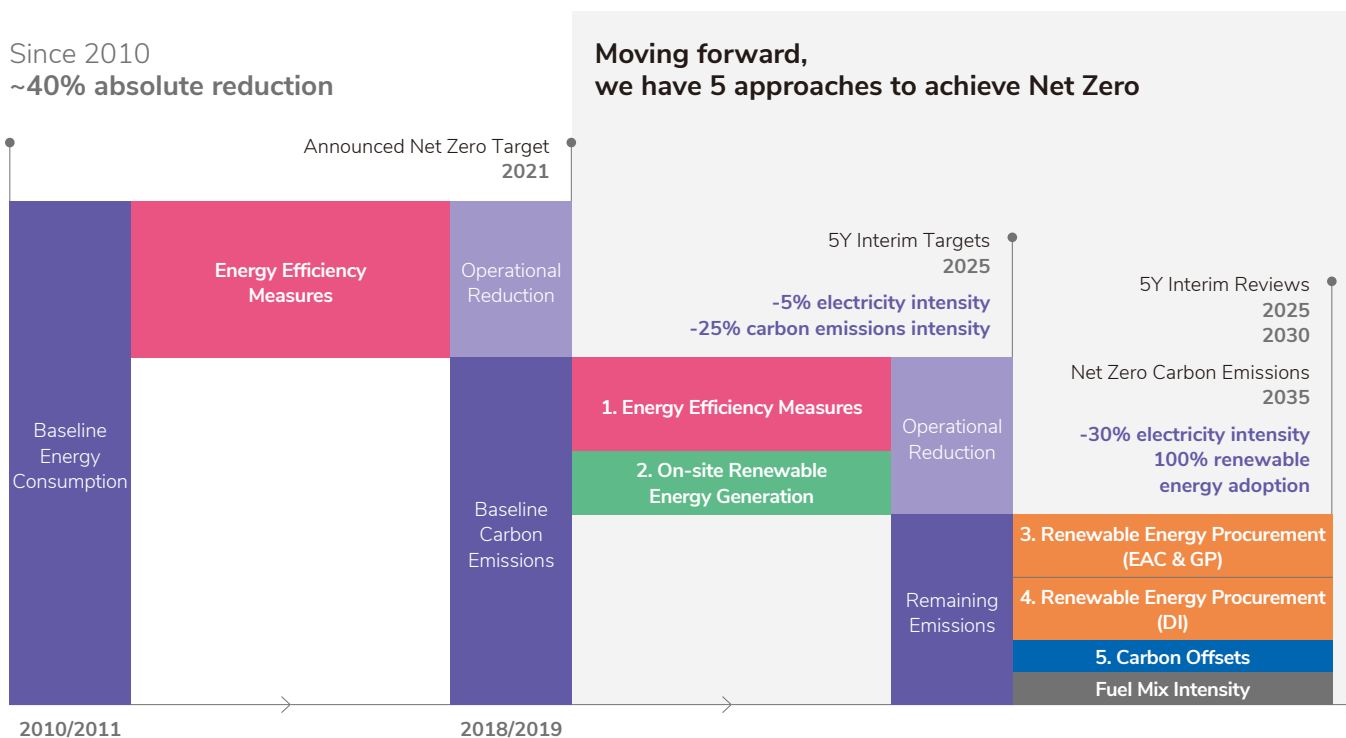 Since 2010
~40% absolute reduction
Moving forward,
we have 5 approaches to achieve Net Zero
Announced Net Zero Target
2021
Energy Efficiency
Measures
Operational
Reduction
5Y Interim Targets
2025
-5% electricity intensity
-25% carbon emissions intensity
5Y Interim Reviews
2025
2030
Net Zero Carbon Emissions
2035
-30% electricity intensity
100% renewable
energy adoption
Baseline
Energy
Consumption
1. Energy Efficiency Measures
2. On-site Renewable
Energy Generation
Operational
Reduction
Baseline
Carbon
Emissions
3. Renewable Energy Procurement
(EAC & GP)
4. Renewable Energy Procurement
(DI)
Remaining
Emissions
5. Carbon Offsets
Fuel Mix Intensity
2010/2011
2018/2019